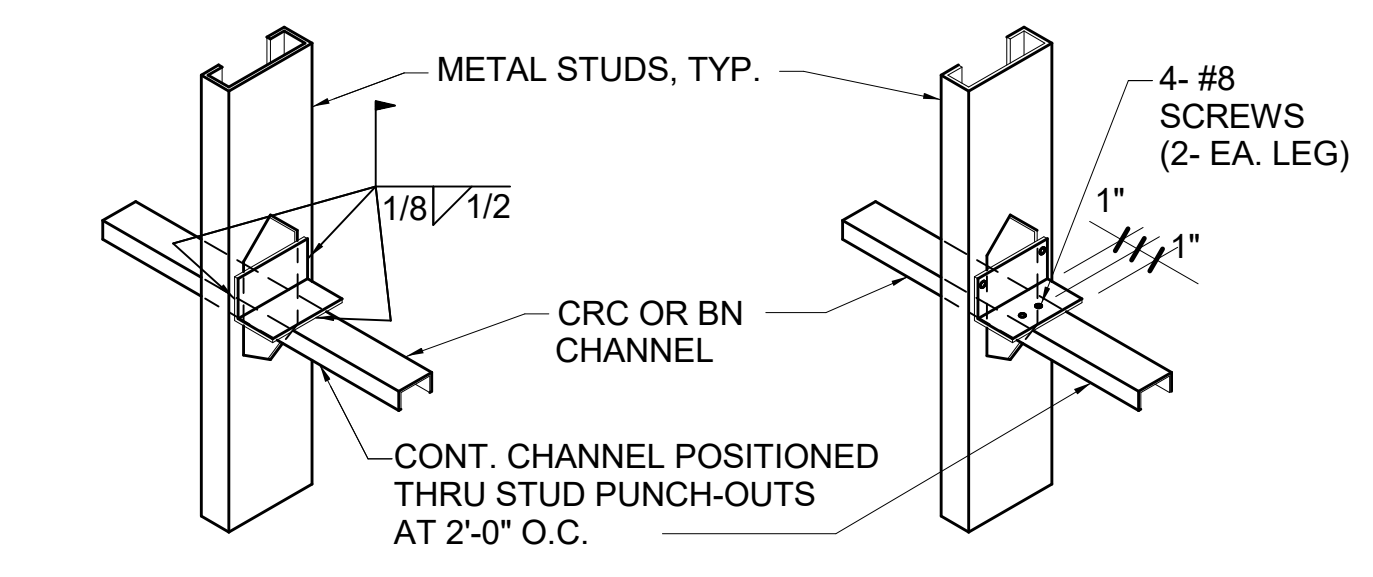 METAL STUDS, TYP.
4- #8
SCREWS
(2- EA. LEG)
1/8 1/2
1"
1"
CRC OR BN
CHANNEL
CONT. CHANNEL POSITIONED
THRU STUD PUNCH-OUTS
AT 2'-0" O.C.